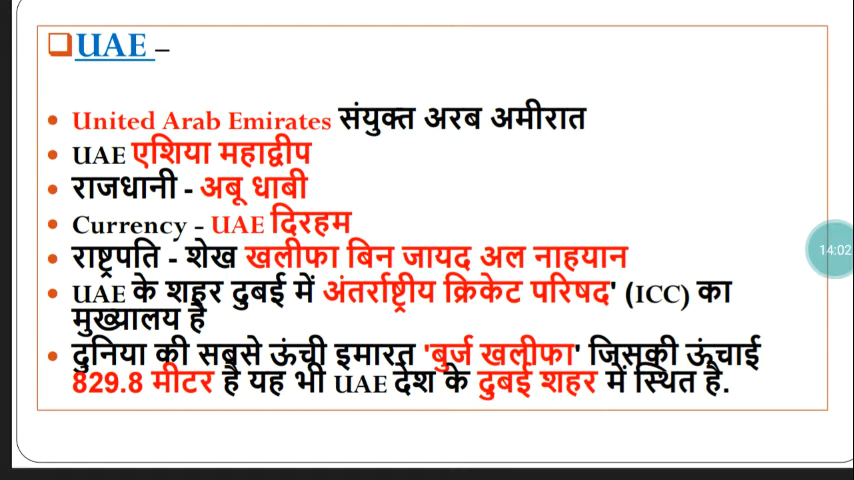 UAE –
United Arab Emirates संयुक्त अरब अमीरात
UAE एशिया महाद्वीप
राजधानी - अबू धाबी
Currency – UAE दिरहम
राष्ट्रपति - शेख खलीफा बिन जायद अल नाहयान
UAE के शहर दुबई में अंतर्राष्ट्रीय क्रिकेट परिषद' (ICC) का
मुख्यालय है
दुनिया की सबसे ऊंची इमारत 'बुर्ज खलीफा' जिसकी ऊंचाई
829.8 मीटर है यह भी UAE देश के दुबई शहर में स्थित है.
14:02